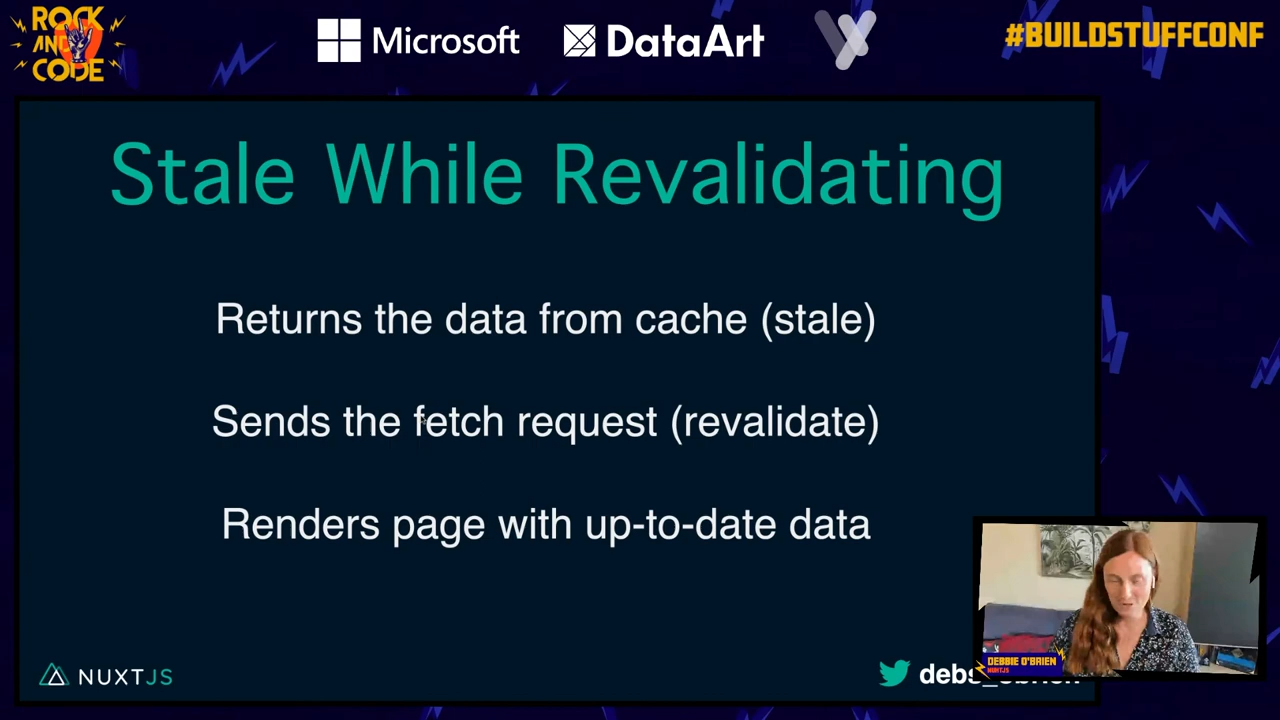 ROCK
AND
CODE
Microsoft
DataArt
#BUILDSTUFFCONF
Stale While Revalidating
Returns the data from cache (stale)
Sends the fetch request (revalidate)
Renders page with up-to-date data
NUXTJS
DEBBIE O'BRIEN
NUXTJS